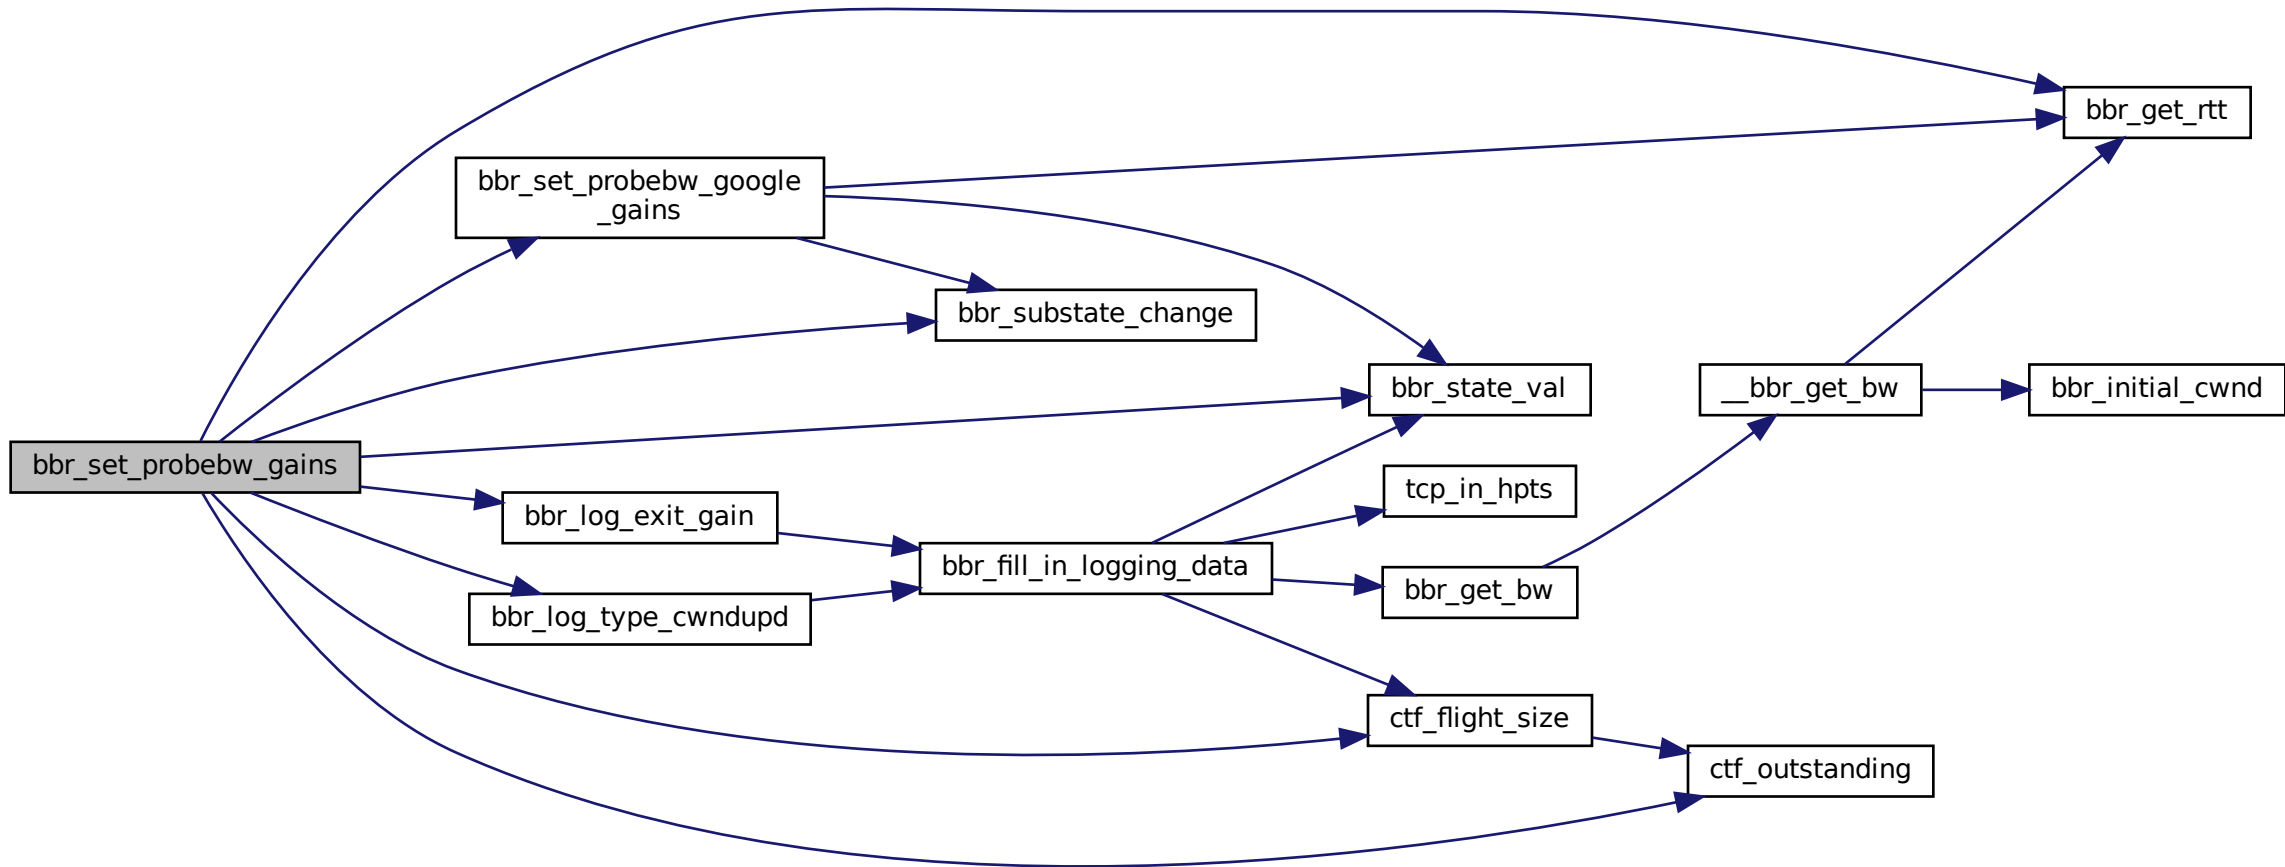 bbr_get_rtt
bbr_set_probebw_google
_gains
bbr_substate_change
bbr_state_val
__bbr_get_bw
bbr_initial_cwnd
bbr_set_probebw_gains
tcp_in_hpts
bbr_log_exit_gain
bbr_fill_in_logging_data
bbr_get_bw
bbr_log_type_cwndupd
ctf_flight_size
ctf_outstanding